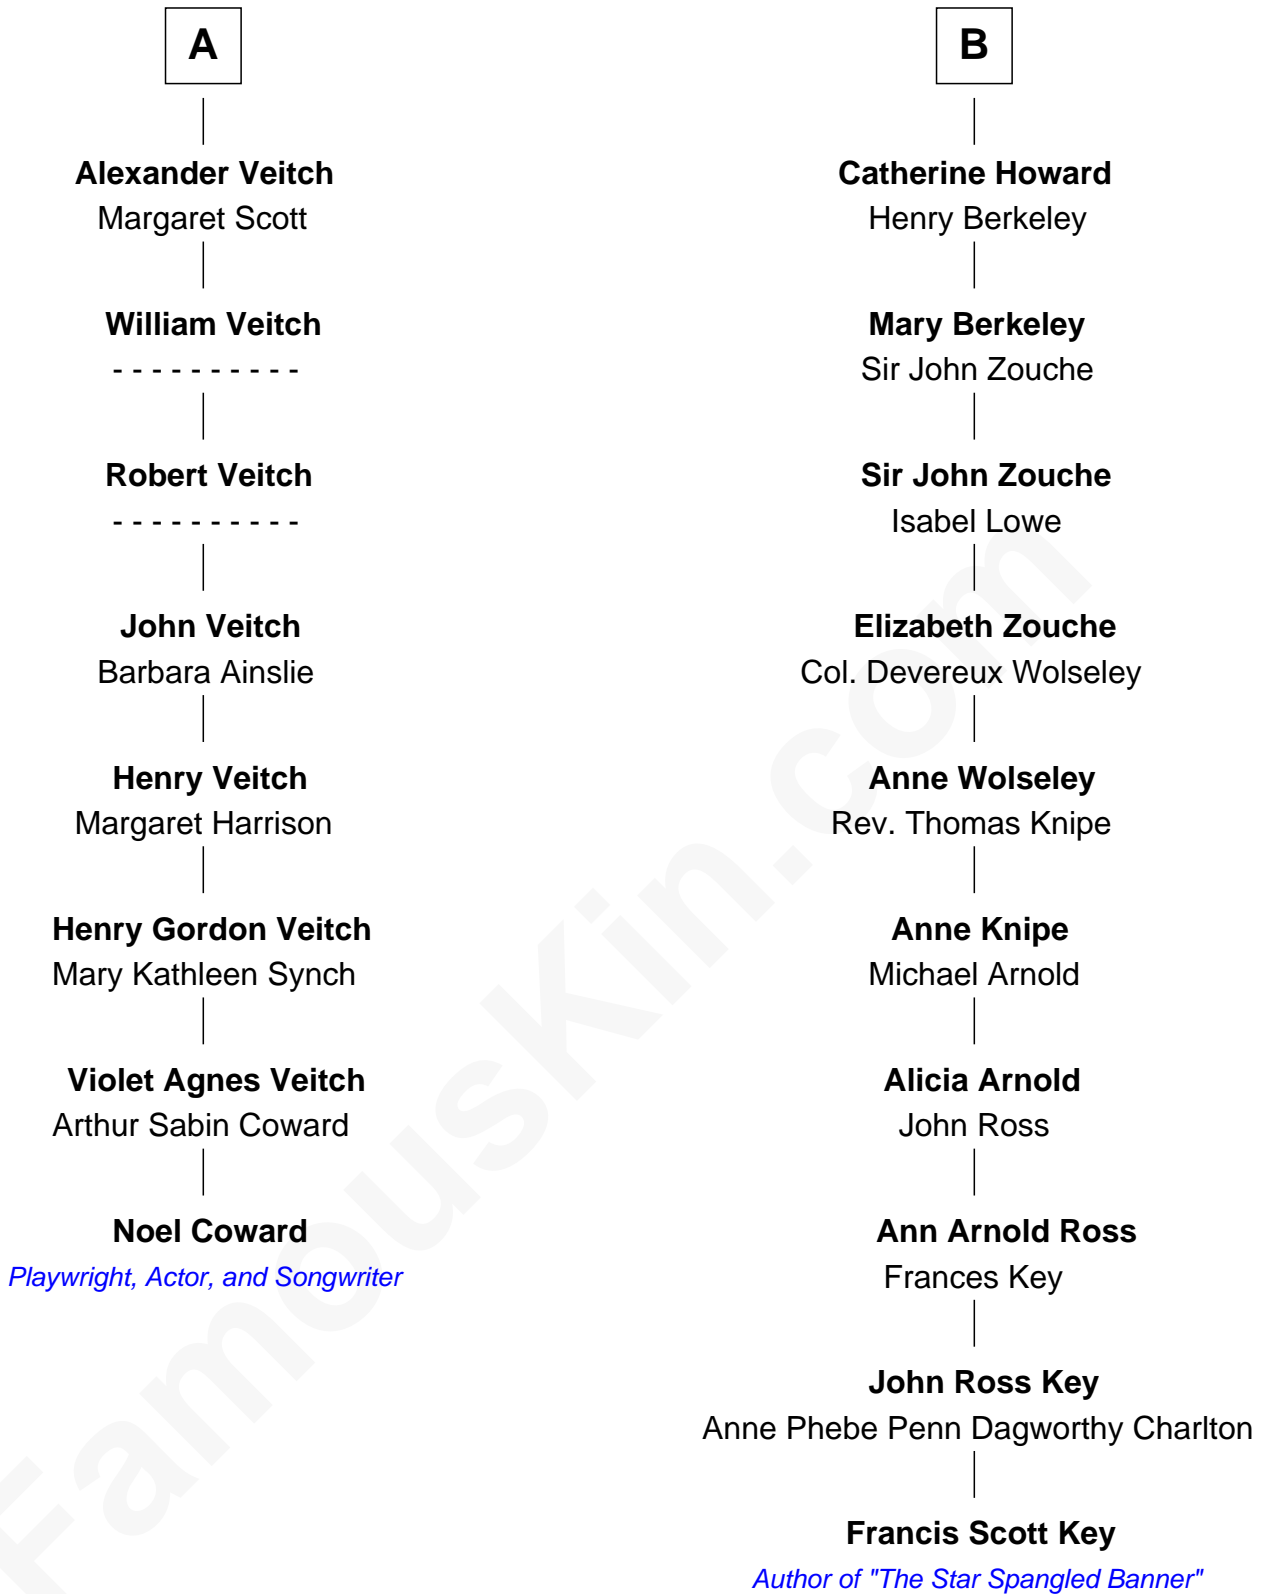 A
Alexander Veitch
Margaret Scott
William Veitch
- - - - - - - - - -
Robert Veitch
- - - - - - - - - -
John Veitch
Barbara Ainslie
Henry Veitch
Margaret Harrison
Henry Gordon Veitch
Mary Kathleen Synch
Violet Agnes Veitch
Arthur Sabin Coward
Noel Coward
Playwright, Actor, and Songwriter
B
Catherine Howard
Henry Berkeley
Mary Berkeley
Sir John Zouche
Sir John Zouche
Isabel Lowe
Elizabeth Zouche
Col. Devereux Wolseley
Anne Wolseley
Rev. Thomas Knipe
Anne Knipe
Michael Arnold
Alicia Arnold
John Ross
Ann Arnold Ross
Frances Key
John Ross Key
Anne Phebe Penn Dagworthy Charlton
Francis Scott Key
Author of "The Star Spangled Banner"
FamousKin.com